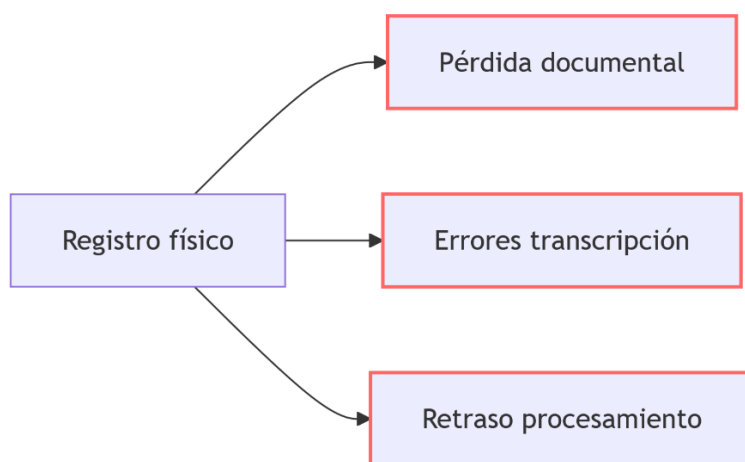 Pérdida documental
Registro físico
Errores transcripción
Retraso procesamiento